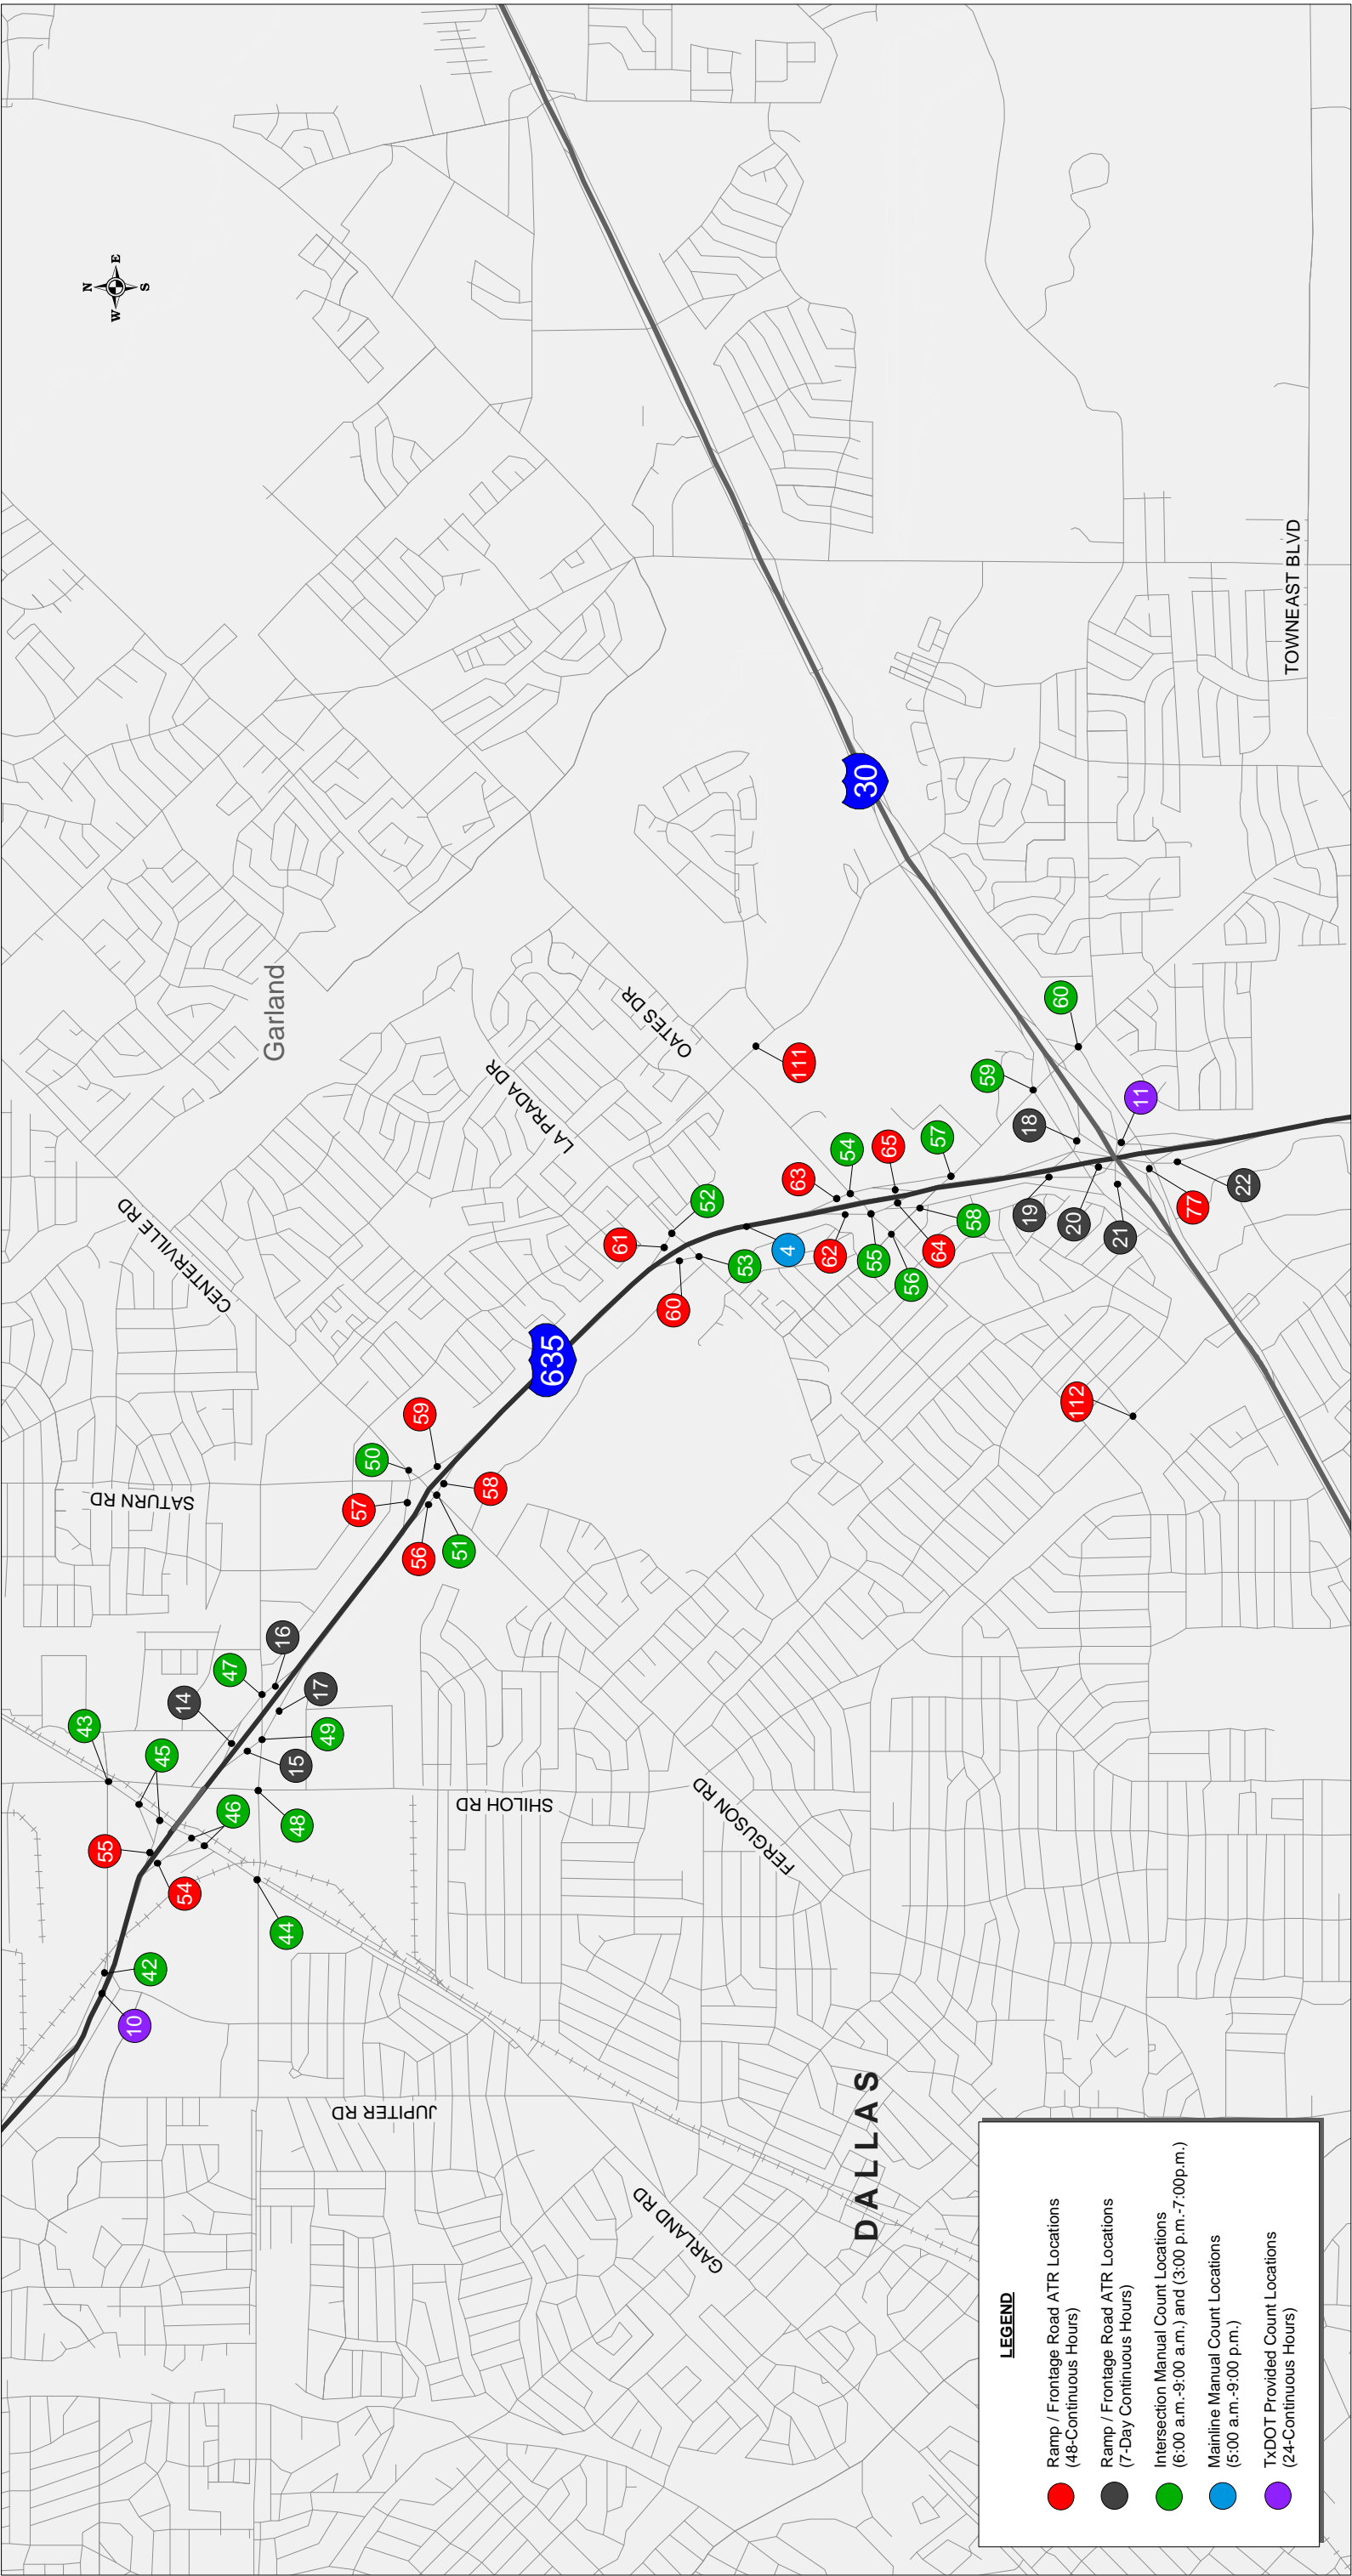 N
W
E
S
Garland
CENTERVILLE RD
LA PRADA DR
OATES DR
SATURN RD
SHILOH RD
FERGUSON RD
JUPITER RD
GARLAND RD
TOWNEAST BLVD
DALLAS
635
30
43
45
14
47
16
55
54
46
15
17
49
48
44
42
10
57
50
59
56
51
58
61
52
60
53
4
111
63
54
65
57
62
55
56
64
58
59
60
18
11
19
20
21
77
22
112
LEGEND
Ramp / Frontage Road ATR Locations
(48-Continuous Hours)
Ramp / Frontage Road ATR Locations
(7-Day Continuous Hours)
Intersection Manual Count Locations
(6:00 a.m.-9:00 a.m.) and (3:00 p.m.-7:00p.m.)
Mainline Manual Count Locations
(5:00 a.m.-9:00 p.m.)
TxDOT Provided Count Locations
(24-Continuous Hours)